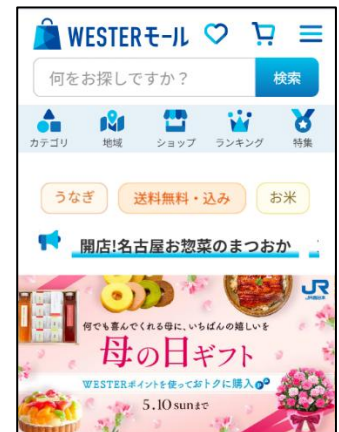 WESTERモール
何をお探しですか？
検索
カテゴリ
地域
ショップ
ランキング
特集
うなぎ
送料無料・込み
お米
開店!名古屋お惣菜のまつおか
JR
JR西日本
何でも喜んでくれる母に、いちばんの嬉しいを
母の日ギフト
WESTERポイントを使っておトクに購入
5.10 sunまで